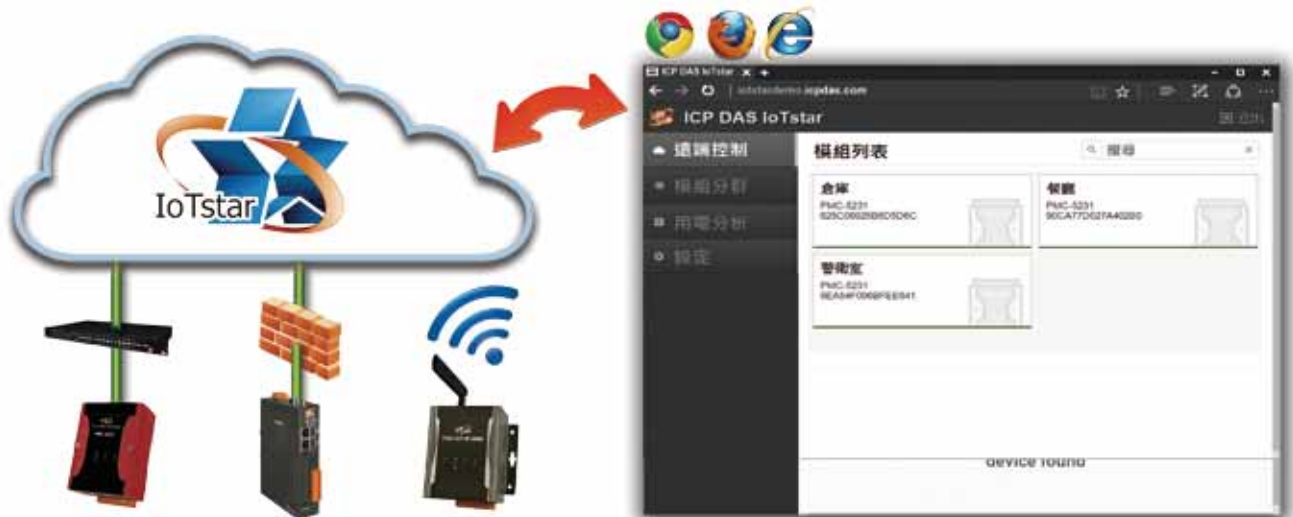 IoTstar
ICP DAS IoTstar
iotstardemo.icpdas.com
ICP DAS IoTstar
遠端控制
模組分群
用電分析
設定
模組列表
搜尋
倉庫
PMC-5231
餐廳
PMC-5231
警衛室
PMC-5231
device found